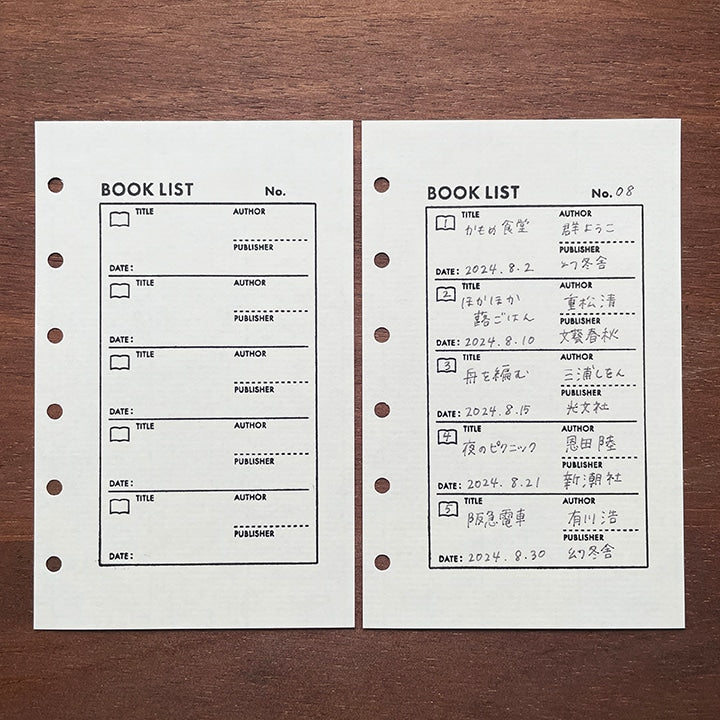 BOOK LIST No.
TITLE AUTHOR
PUBLISHER
DATE:
TITLE AUTHOR
PUBLISHER
DATE:
TITLE AUTHOR
PUBLISHER
DATE:
TITLE AUTHOR
PUBLISHER
DATE:
TITLE AUTHOR
PUBLISHER
DATE:
BOOK LIST No. 08
1 TITLE AUTHOR
かもめ食堂 群ようこ
PUBLISHER
DATE: 2024. 8. 2 幻冬舎
2 TITLE AUTHOR
ほかほか 重松清
蕗ごはん PUBLISHER
DATE: 2024. 8. 10 文藝春秋
3 TITLE AUTHOR
舟を編む 三浦しをん
PUBLISHER
DATE: 2024. 8. 15 光文社
4 TITLE AUTHOR
夜のピクニック 恩田陸
PUBLISHER
DATE: 2024. 8. 21 新潮社
5 TITLE AUTHOR
阪急電車 有川浩
PUBLISHER
DATE: 2024. 8. 30 幻冬舎